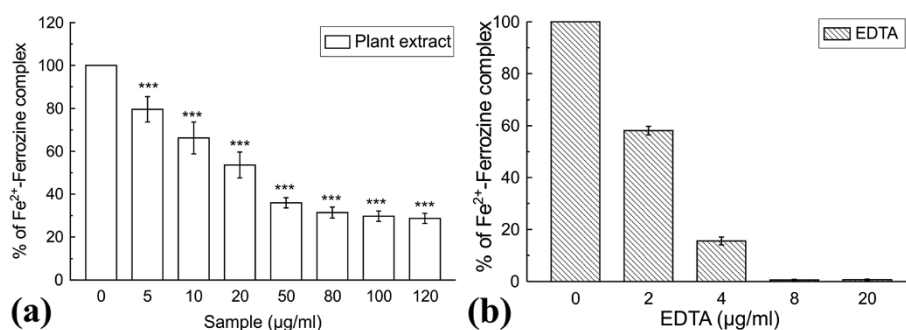 120
100
80
60
40
20
0
% of Fe²⁺-Ferrozine complex
Plant extract
***
***
***
***
***
***
***
0 5 10 20 50 80 100 120
Sample (µg/ml)
(a)
100
80
60
40
20
0
% of Fe²⁺-Ferrozine complex
EDTA
0 2 4 8 20
EDTA (µg/ml)
(b)